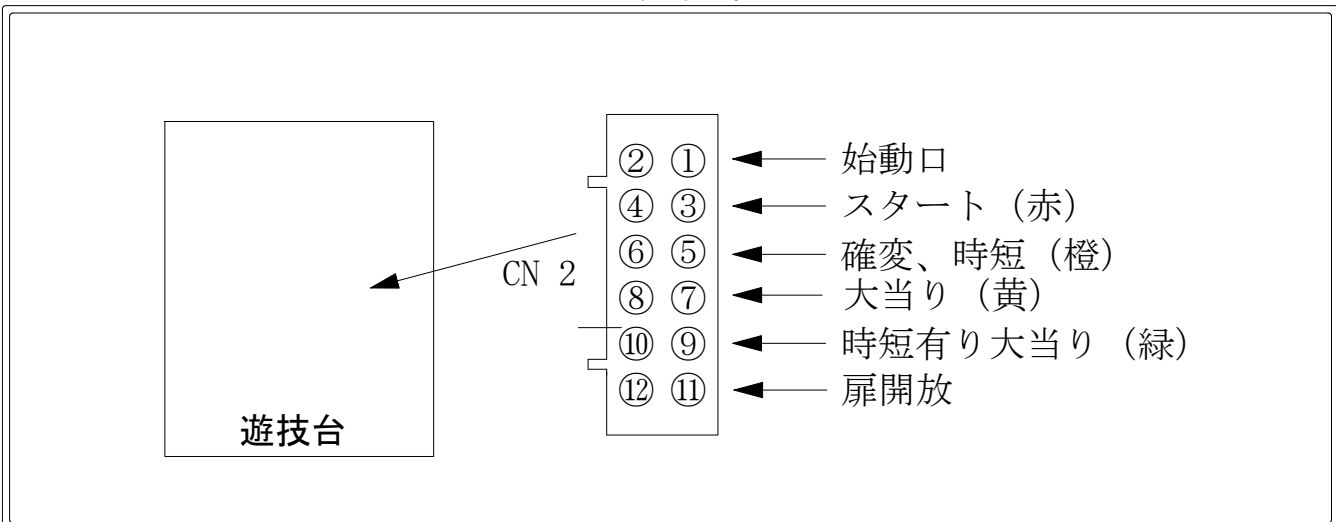 ② ① 始動口
④ ③ スタート (赤)
⑥ ⑤ 確変、時短 (橙)
CN 2
⑧ ⑦ 大当り (黄)
⑩ ⑨ 時短有り大当り (緑)
⑫ ⑪ 扉開放
遊技台